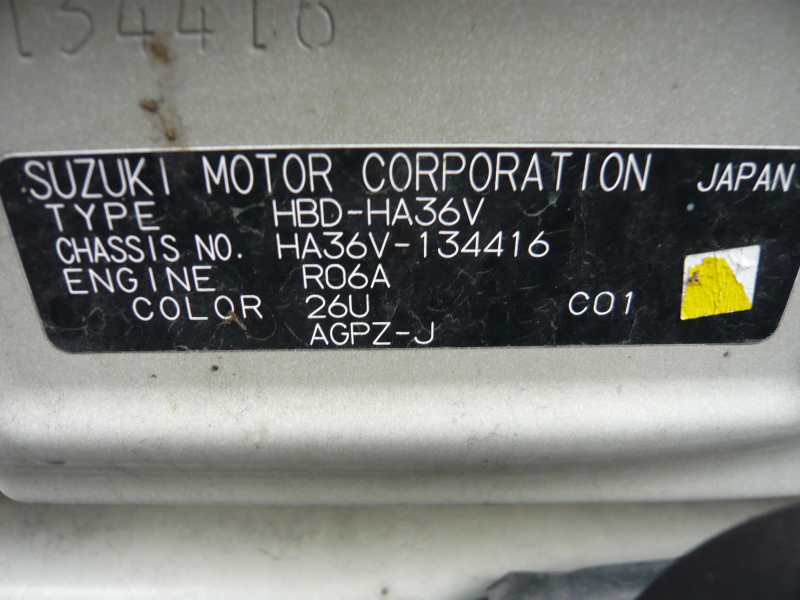 134416
SUZUKI MOTOR CORPORATION JAPAN
TYPE HBD-HA36V
CHASSIS NO. HA36V-134416
ENGINE R06A
COLOR 26U C01
AGPZ-J